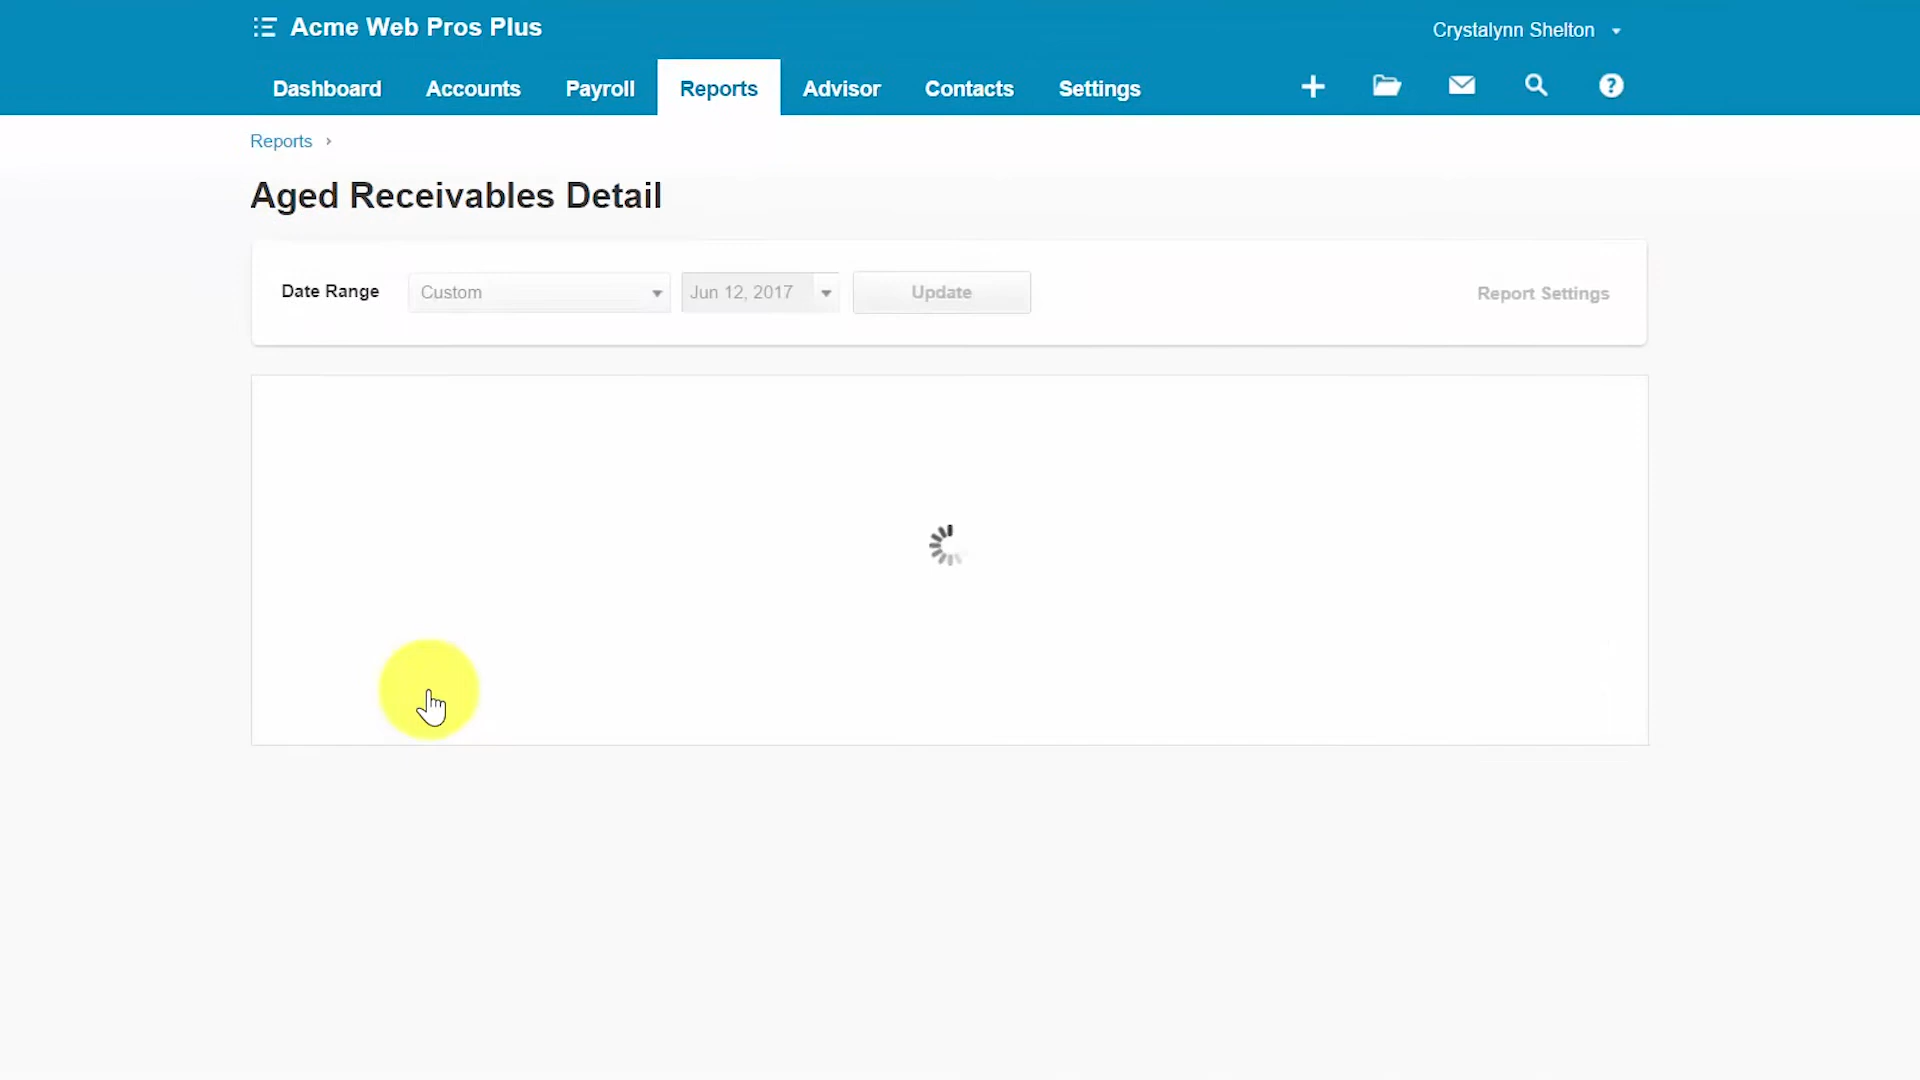 Acme Web Pros Plus
Crystalynn Shelton
Dashboard Accounts Payroll Reports Advisor Contacts Settings
Reports ›
Aged Receivables Detail
Date Range Custom Jun 12, 2017 Update Report Settings